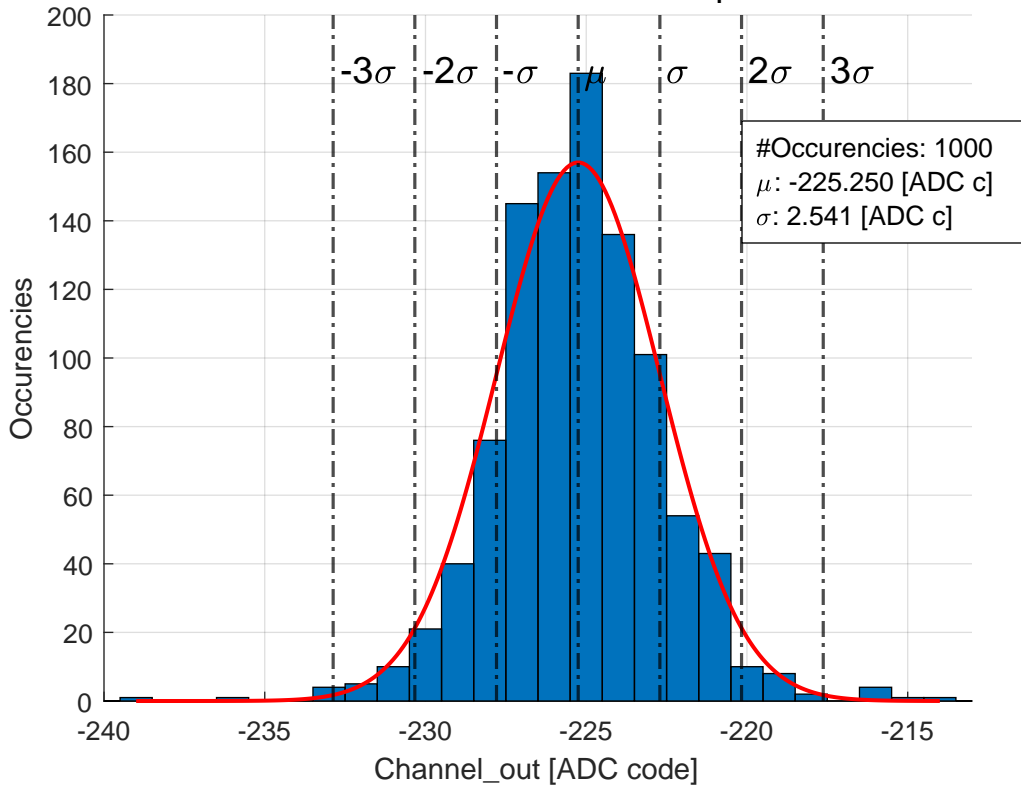 200
180
160
140
120
100
80
60
40
20
0
-3σ
-2σ
-σ
μ
σ
2σ
3σ
#Occurencies: 1000
μ: -225.250 [ADC c]
σ: 2.541 [ADC c]
Occurencies
-240
-235
-230
-225
-220
-215
Channel_out [ADC code]